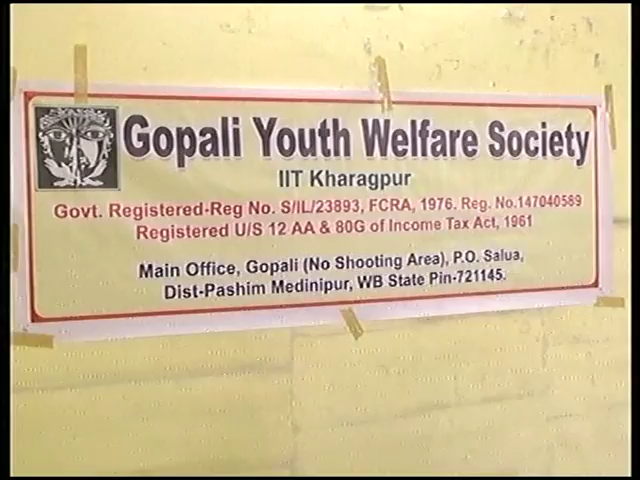 Gopali Youth Welfare Society
IIT Kharagpur
Govt. Registered-Reg No. S/IL/23893, FCRA, 1976. Reg. No.147040589
Registered U/S 12 AA & 80G of Income Tax Act, 1961
Main Office, Gopali (No Shooting Area), P.O. Salua,
Dist-Pashim Medinipur, WB State Pin-721145.